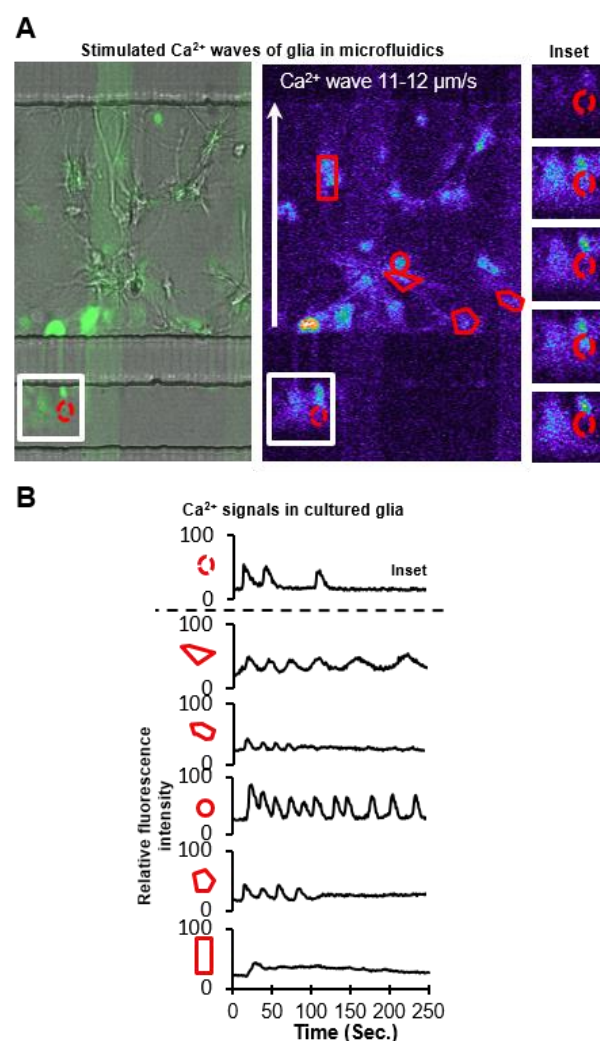 A
Stimulated Ca²⁺ waves of glia in microfluidics
Inset
Ca²⁺ wave 11-12 µm/s
B
Ca²⁺ signals in cultured glia
100
0
Inset
100
0
100
0
100
0
100
0
100
0
Relative fluorescence
intensity
0 50 100 150 200 250
Time (Sec.)